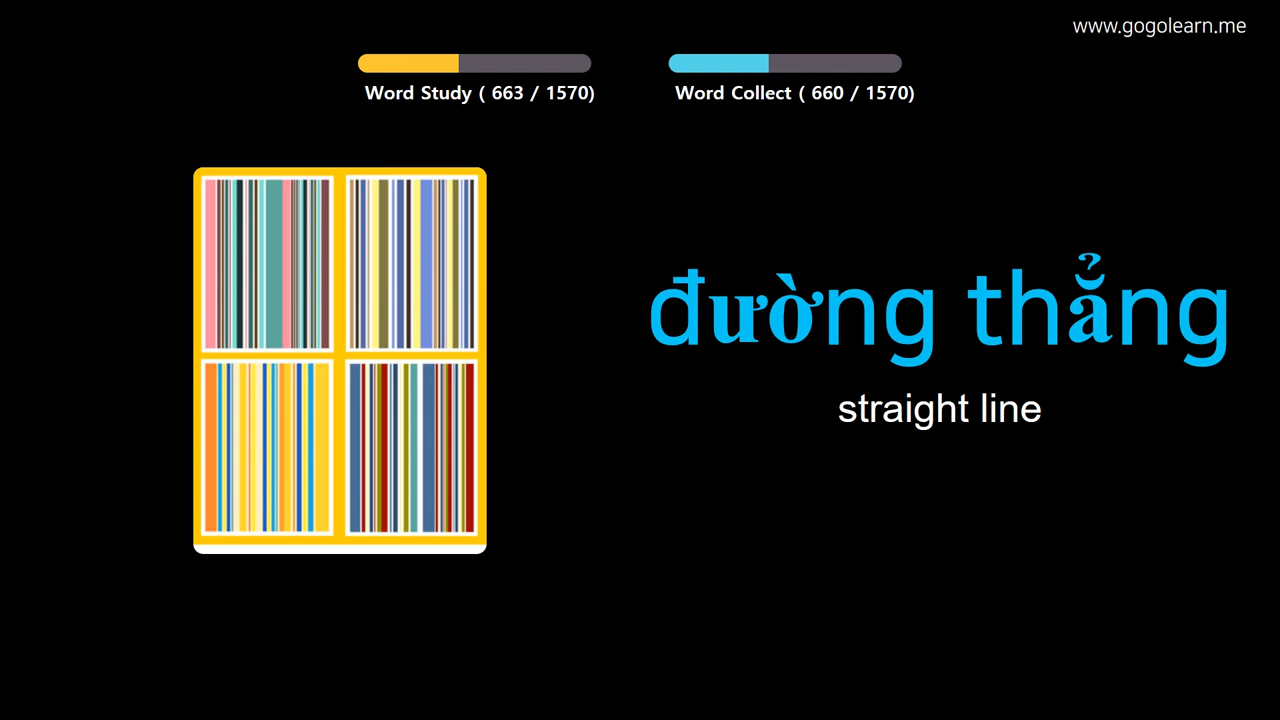 www.gogolearn.me
Word Study ( 663 / 1570)
Word Collect ( 660 / 1570)
đường thẳng
straight line